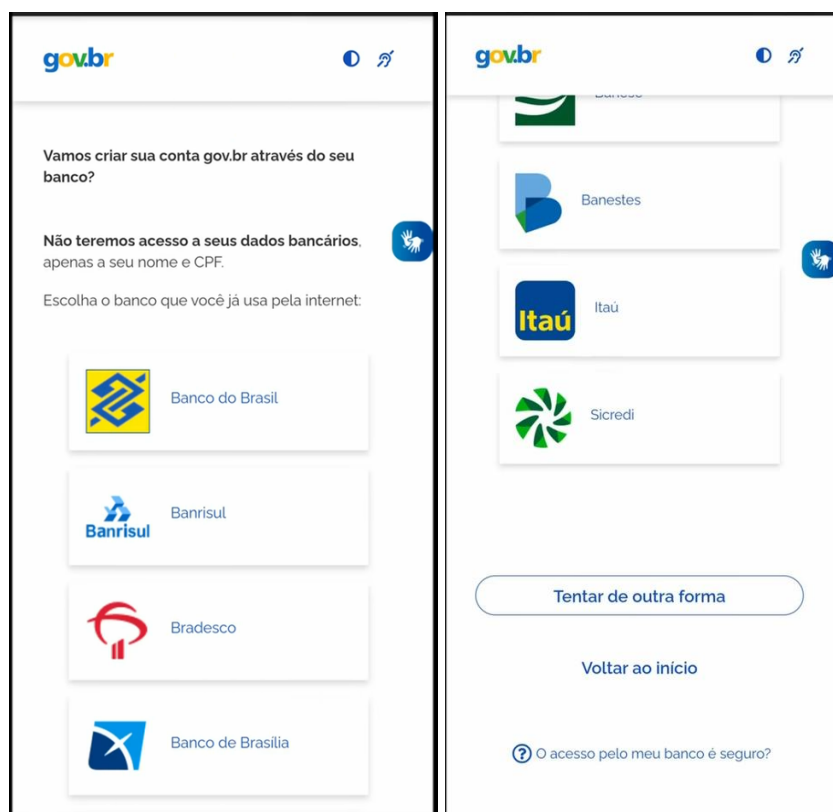 gov.br
Vamos criar sua conta gov.br através do seu
banco?
Não teremos acesso a seus dados bancários,
apenas a seu nome e CPF.
Escolha o banco que você já usa pela internet:
Banco do Brasil
Banrisul
Banrisul
Bradesco
Banco de Brasília
gov.br
Banestes
Itaú
Itaú
Sicredi
Tentar de outra forma
Voltar ao início
O acesso pelo meu banco é seguro?